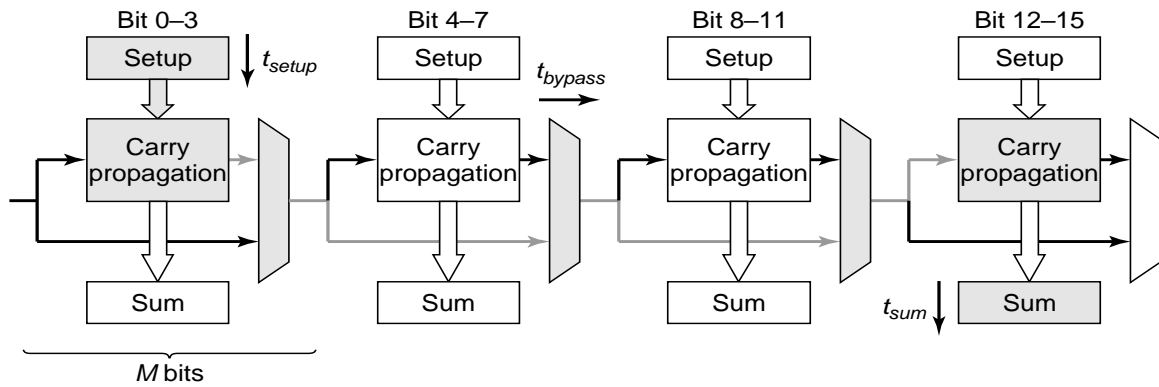 Bit 0–3
Bit 4–7
Bit 8–11
Bit 12–15
Setup
t_setup
Setup
t_bypass
Setup
Setup
Carry
propagation
Carry
propagation
Carry
propagation
Carry
propagation
Sum
Sum
Sum
t_sum
Sum
M bits